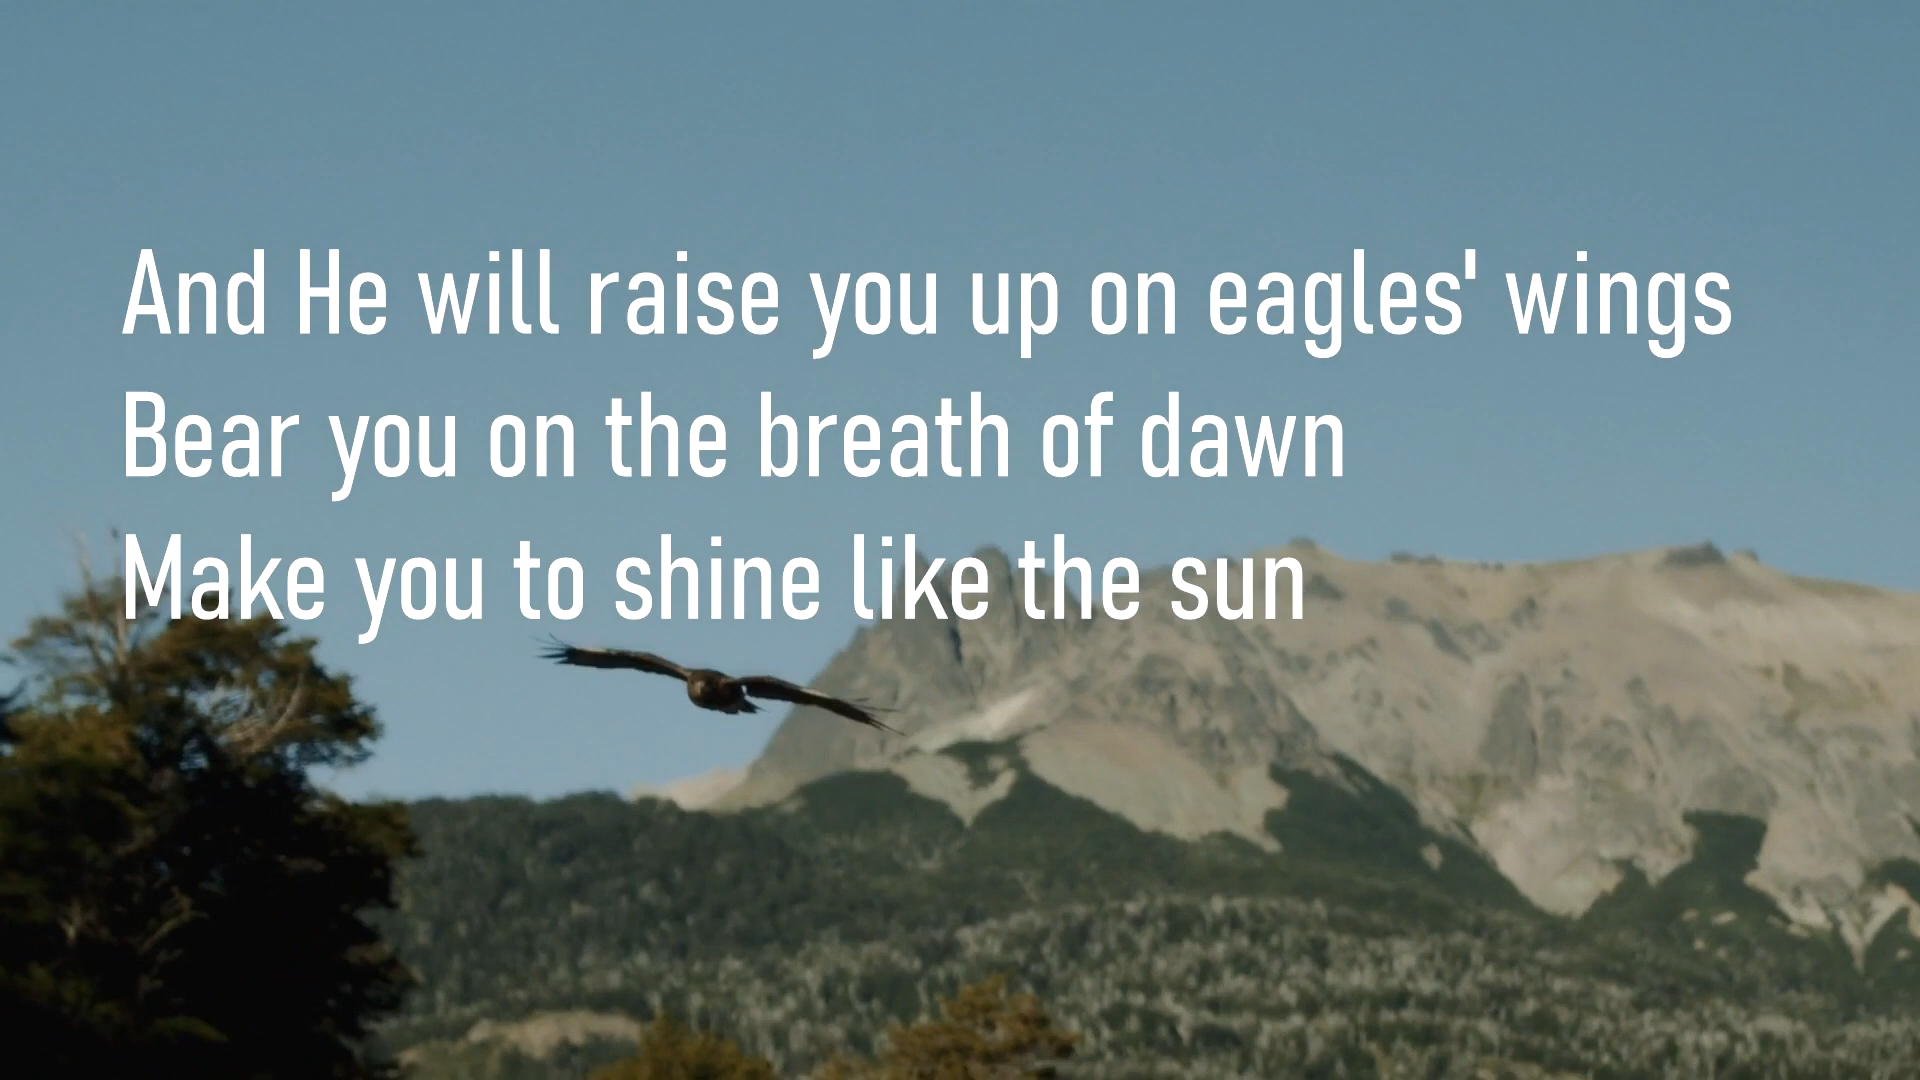 And He will raise you up on eagles' wings
Bear you on the breath of dawn
Make you to shine like the sun